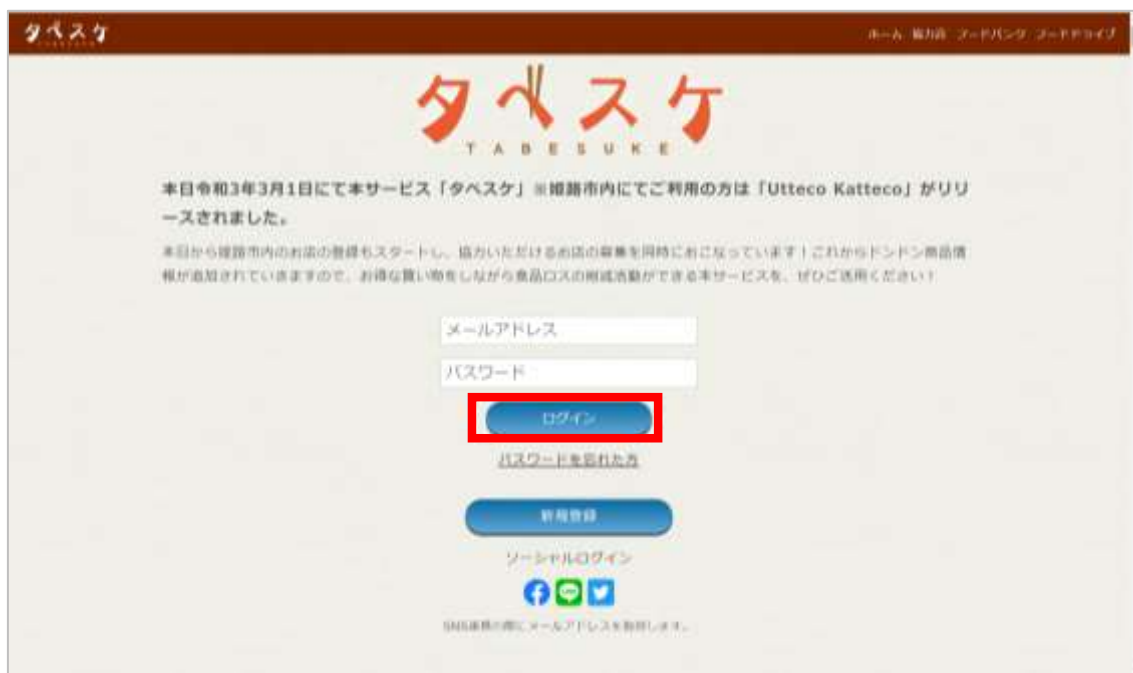 タベスケ
ホーム 協力店 フードバンク フードドライブ
タベスケ
TABESUKE
本日令和3年3月1日にて本サービス「タベスケ」※姫路市内にてご利用の方は「Utteco Katteco」がリリ
ースされました。
本日から姫路市内のお店の登録もスタートし、協力いただけるお店の募集を同時におこなっています！これからドンドン商品情
報が追加されていきますので、お得な買い物をしながら食品ロスの削減活動ができる本サービスを、ぜひご活用ください！
メールアドレス
パスワード
ログイン
パスワードを忘れた方
新規登録
ソーシャルログイン
LINE
SNS連携の際にメールアドレスを取得します。